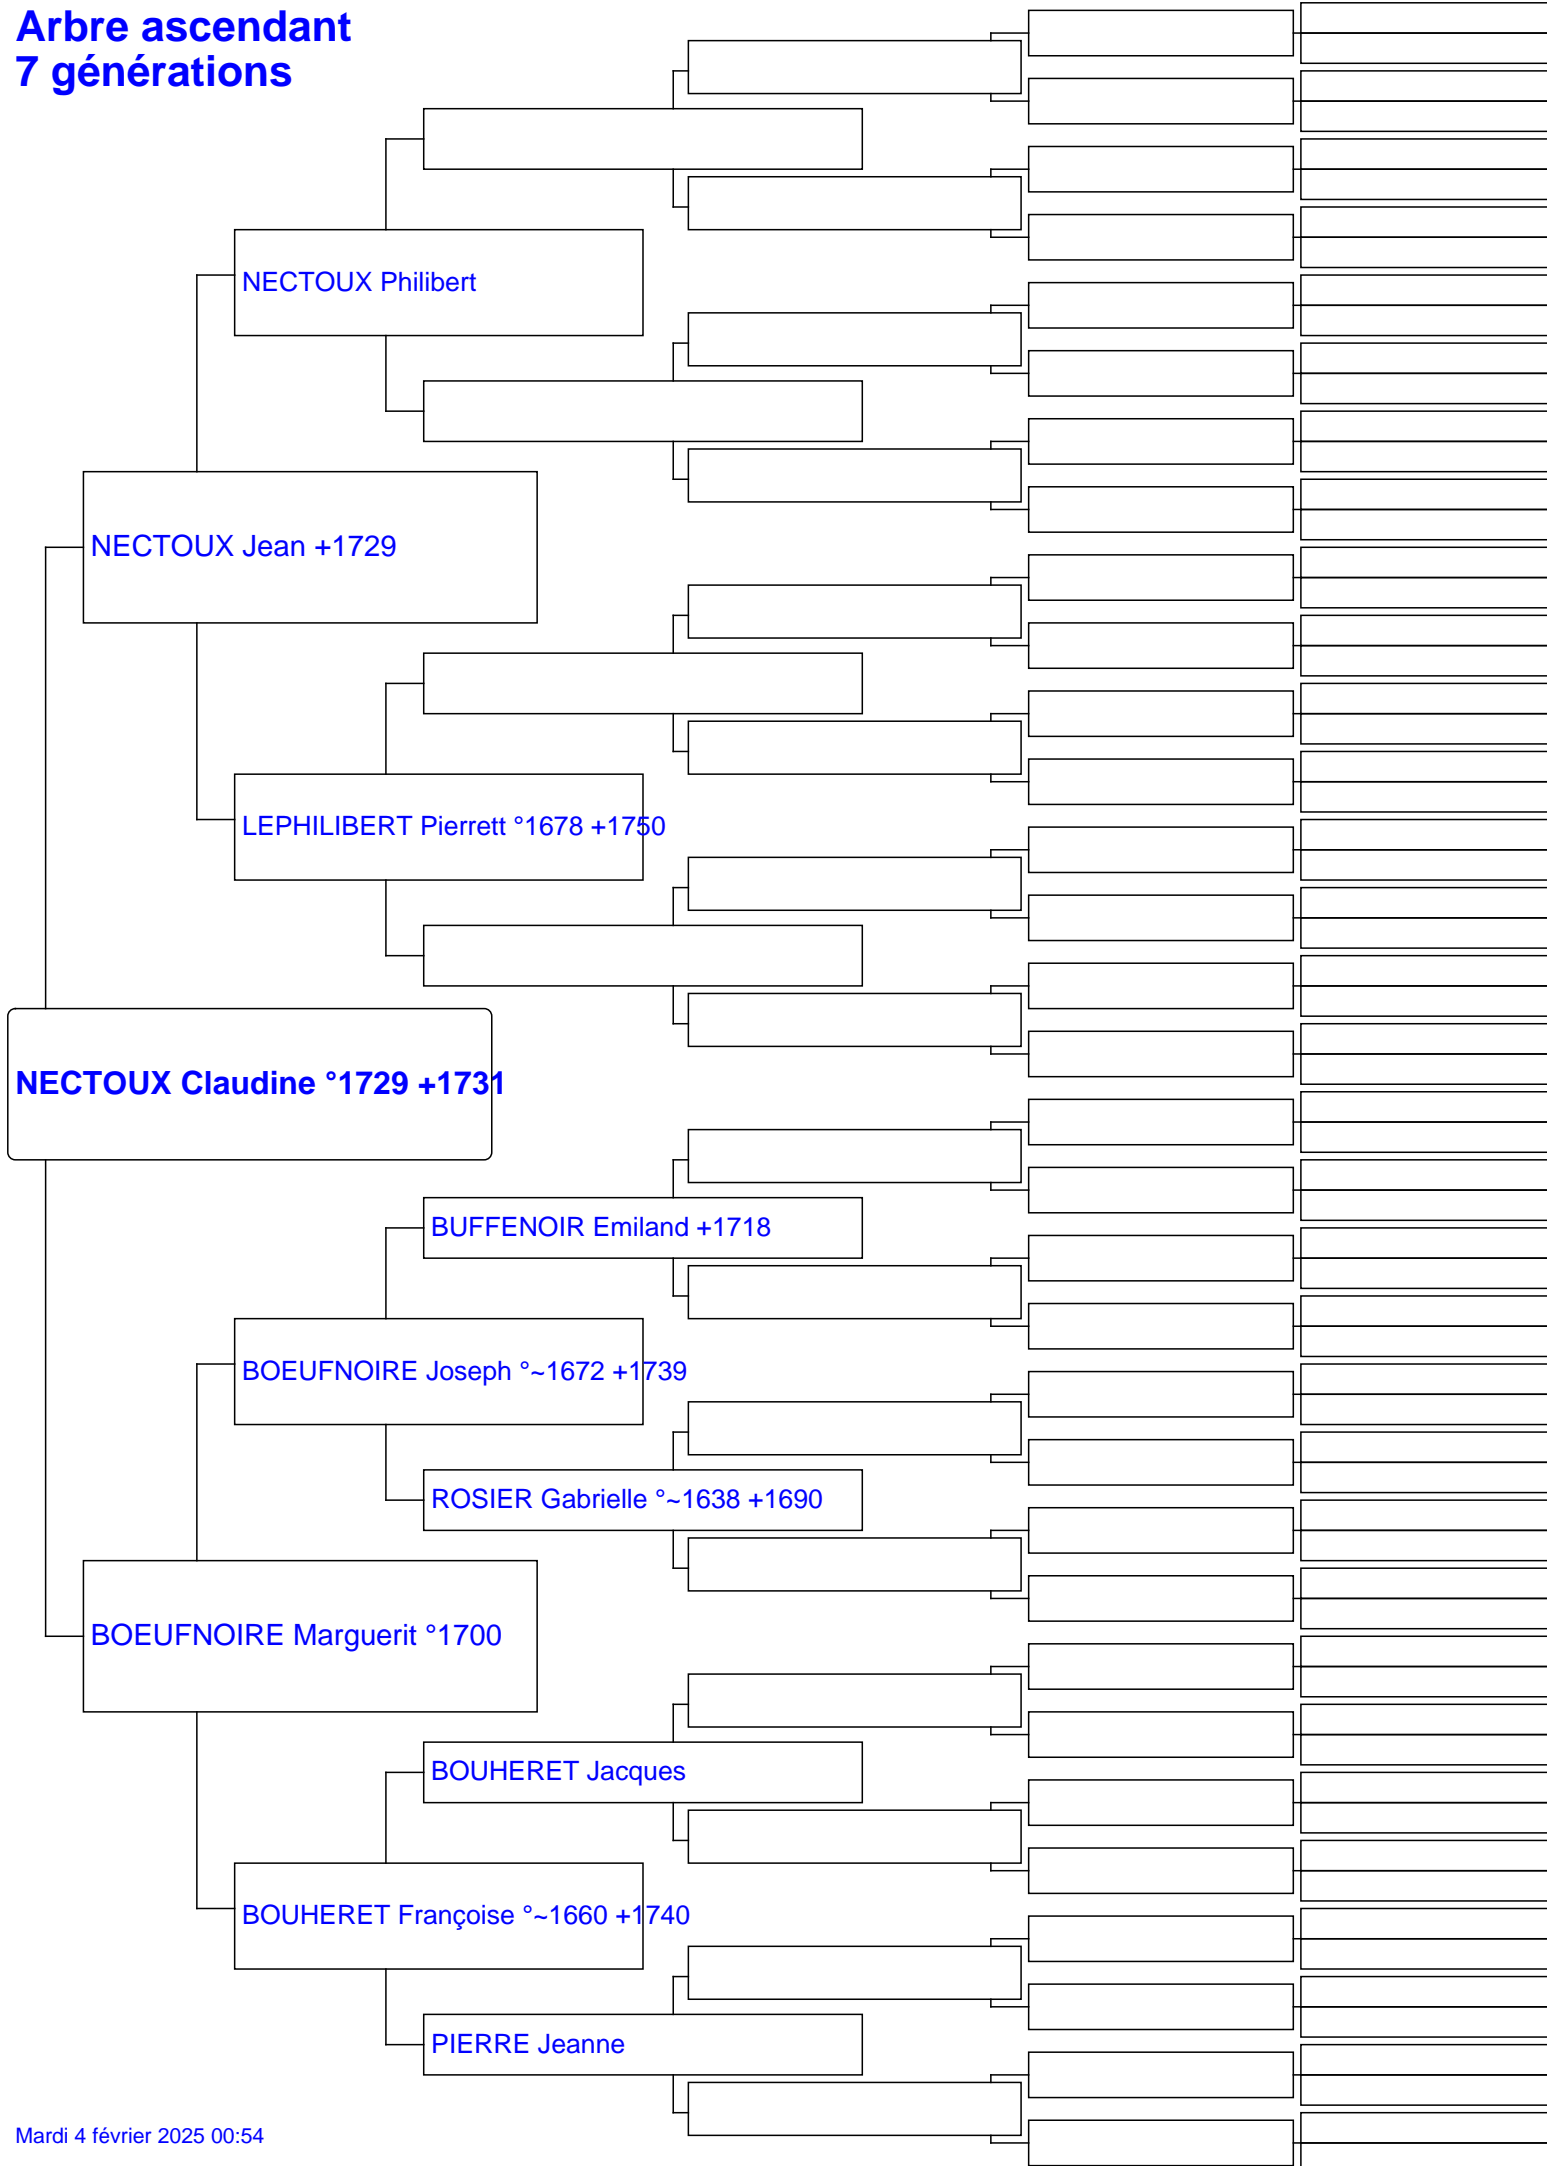 Arbre ascendant
7 générations
NECTOUX Philibert
NECTOUX Jean +1729
LEPHILIBERT Pierrett °1678 +1750
NECTOUX Claudine °1729 +1731
BUFFENOIR Emiland +1718
BOEUFNOIRE Joseph °~1672 +1739
ROSIER Gabrielle °~1638 +1690
BOEUFNOIRE Marguerit °1700
BOUHERET Jacques
BOUHERET Françoise °~1660 +1740
PIERRE Jeanne
Mardi 4 février 2025 00:54